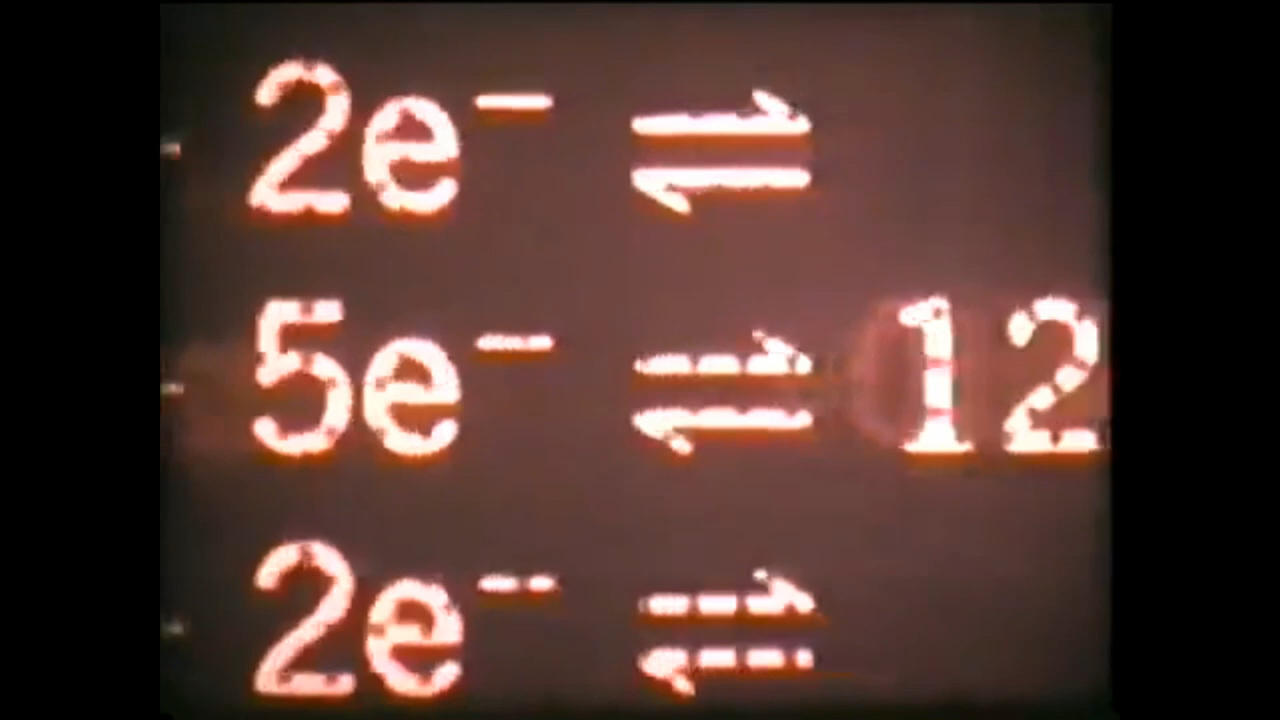 2e⁻ ⇌
5e⁻ ⇌ 12
2e⁻ ⇌